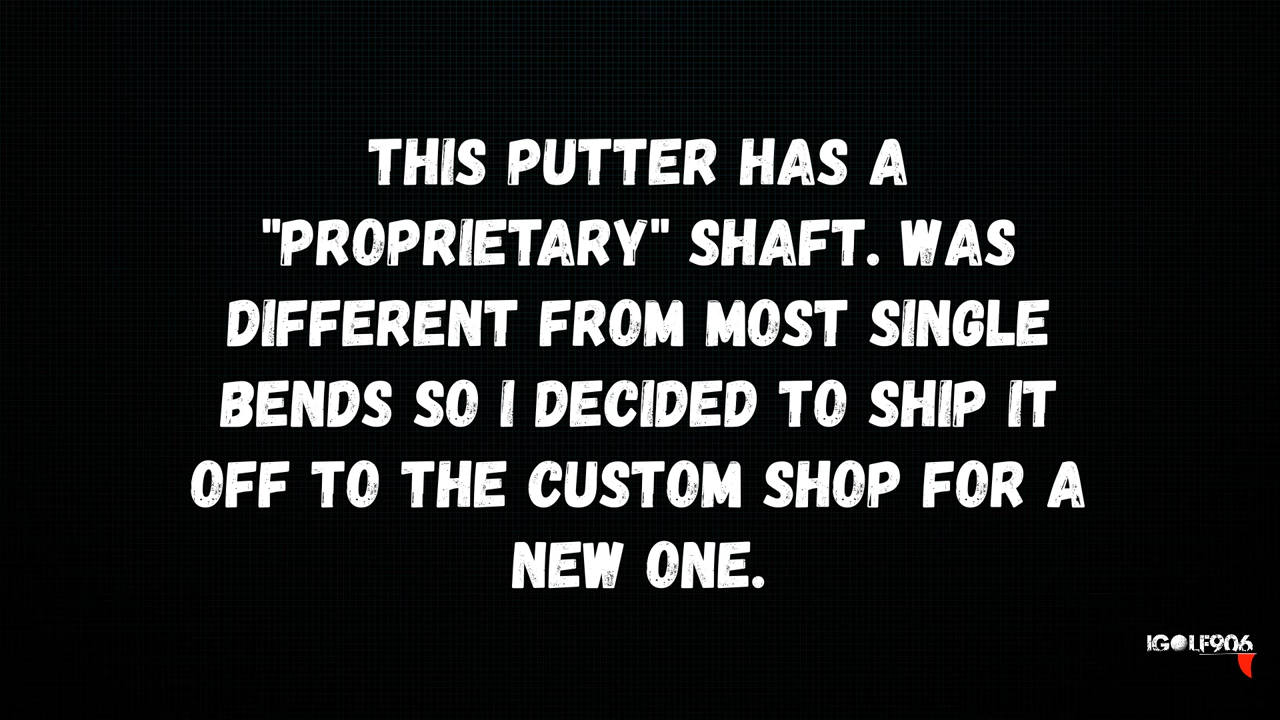 THIS PUTTER HAS A
"PROPRIETARY" SHAFT. WAS
DIFFERENT FROM MOST SINGLE
BENDS SO I DECIDED TO SHIP IT
OFF TO THE CUSTOM SHOP FOR A
NEW ONE.
IGOLF906